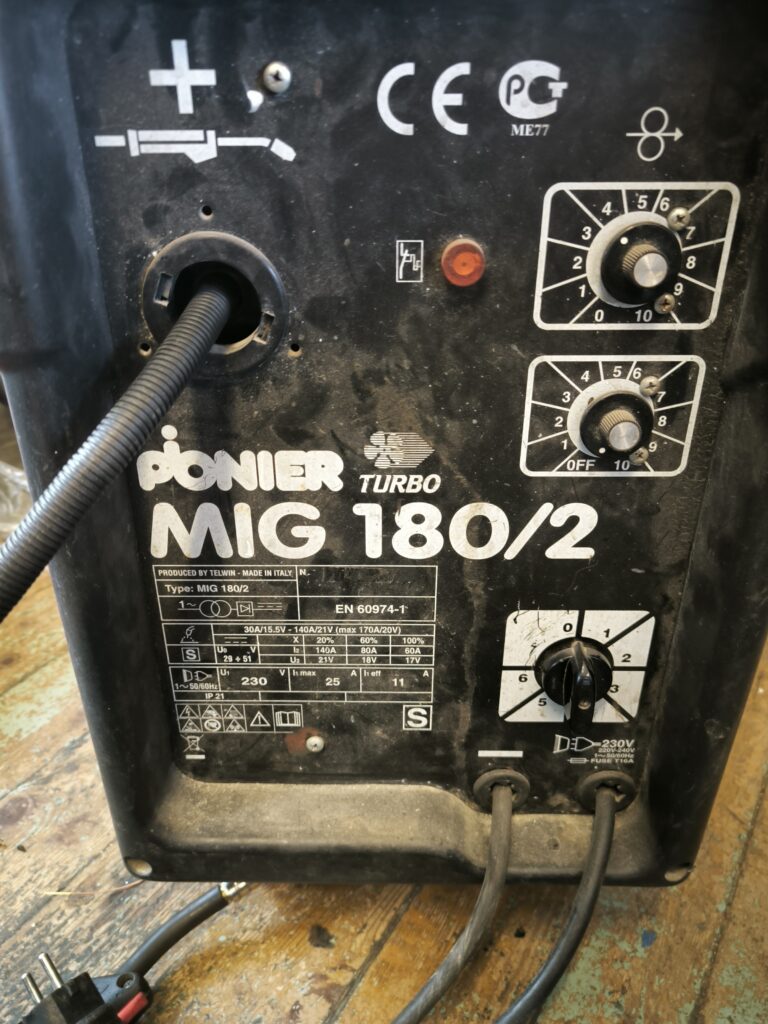 +
CE
РСТ
ME77
0 1 2 3 4 5 6 7 8 9 10
OFF 1 2 3 4 5 6 7 8 9 10
PIONIER
TURBO
MIG 180/2
PRODUCED BY TELWIN - MADE IN ITALY N.
Type: MIG 180/2
1~
EN 60974-1
30A/15.5V - 140A/21V (max 170A/20V)
X 20% 60% 100%
S U₀ V I₂ 140A 80A 60A
29 ÷ 51 U₂ 21V 18V 17V
1~50/60Hz U₁ 230 V I₁ max 25 A I₁ eff 11 A
IP 21
S
0 1 2 3 5 6
230V
220V-240V
1~50/60Hz
FUSE T16A